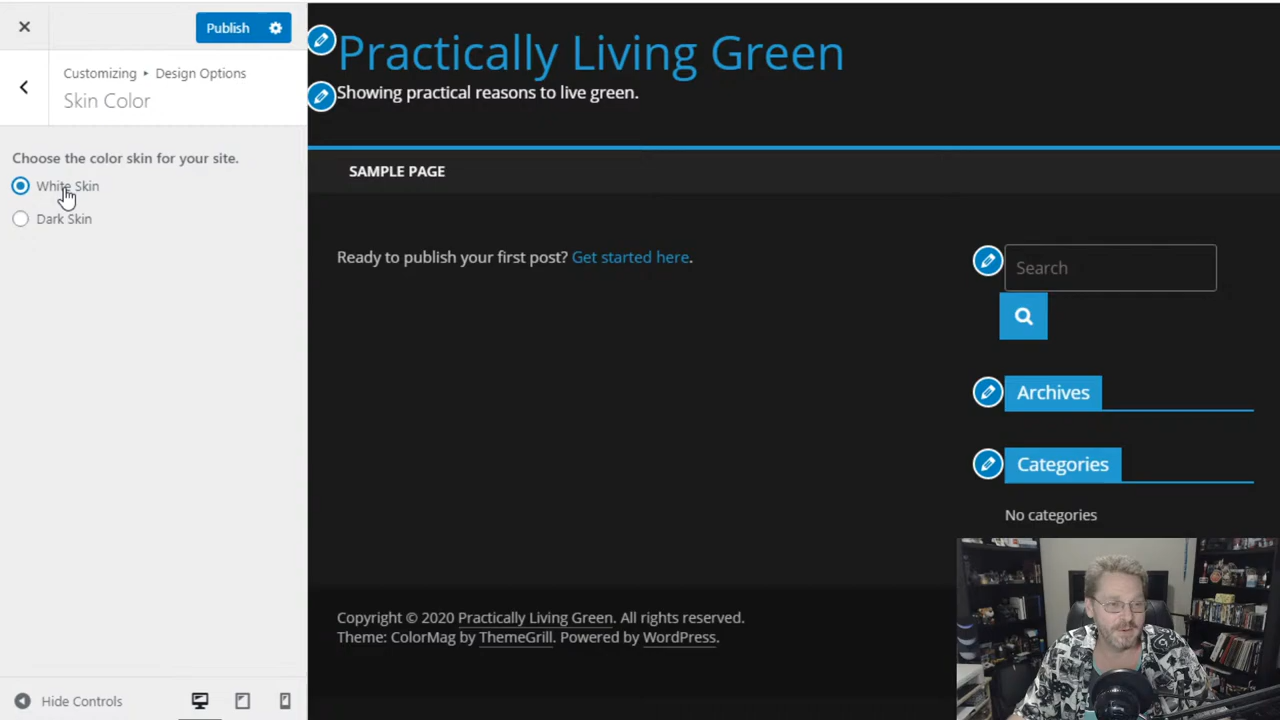 Publish
Customizing ▸ Design Options
Skin Color
Choose the color skin for your site.
White Skin
Dark Skin
Hide Controls
Practically Living Green
Showing practical reasons to live green.
SAMPLE PAGE
Ready to publish your first post? Get started here.
Search
Archives
Categories
No categories
Copyright © 2020 Practically Living Green. All rights reserved.
Theme: ColorMag by ThemeGrill. Powered by WordPress.